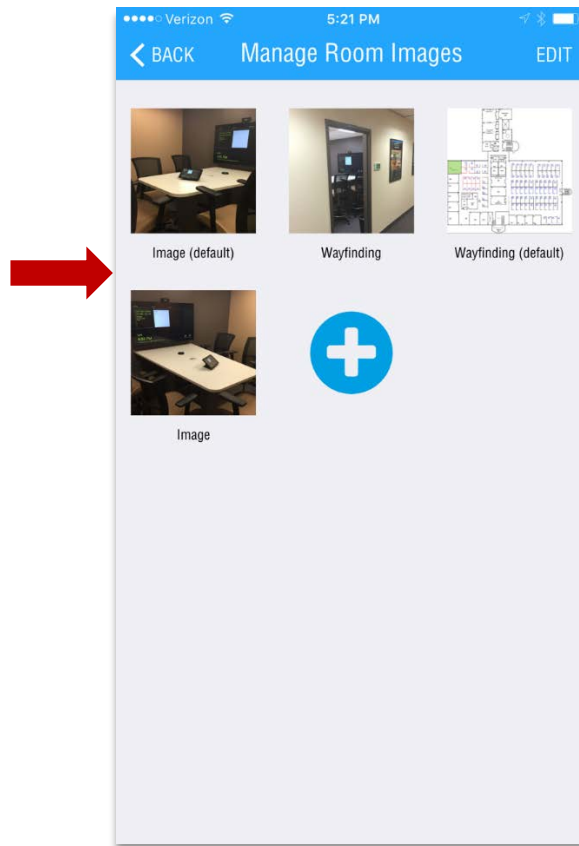 Verizon 5:21 PM
BACK Manage Room Images EDIT
Image (default) Wayfinding Wayfinding (default)
Image